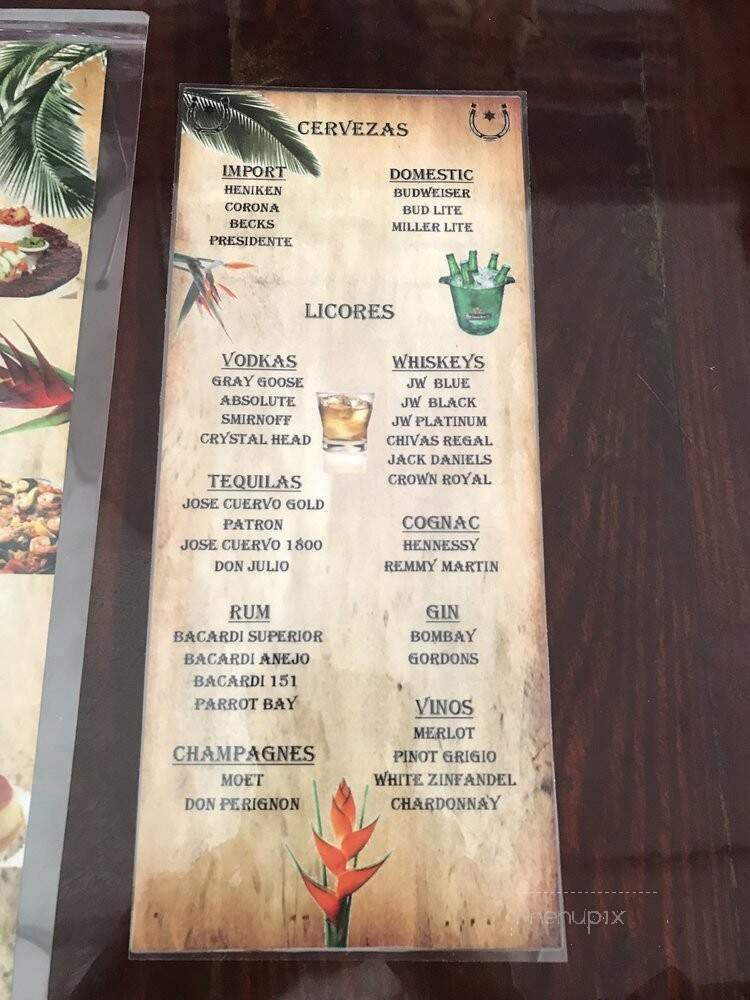 CERVEZAS
IMPORT
HENIKEN
CORONA
BECKS
PRESIDENTE
DOMESTIC
BUDWEISER
BUD LITE
MILLER LITE
LICORES
VODKAS
GRAY GOOSE
ABSOLUTE
SMIRNOFF
CRYSTAL HEAD
TEQUILAS
JOSE CUERVO GOLD
PATRON
JOSE CUERVO 1800
DON JULIO
RUM
BACARDI SUPERIOR
BACARDI ANEJO
BACARDI 151
PARROT BAY
CHAMPAGNES
MOET
DON PERIGNON
WHISKEYS
JW BLUE
JW BLACK
JW PLATINUM
CHIVAS REGAL
JACK DANIELS
CROWN ROYAL
COGNAC
HENNESSY
REMMY MARTIN
GIN
BOMBAY
GORDONS
VINOS
MERLOT
PINOT GRIGIO
WHITE ZINFANDEL
CHARDONNAY
menupix